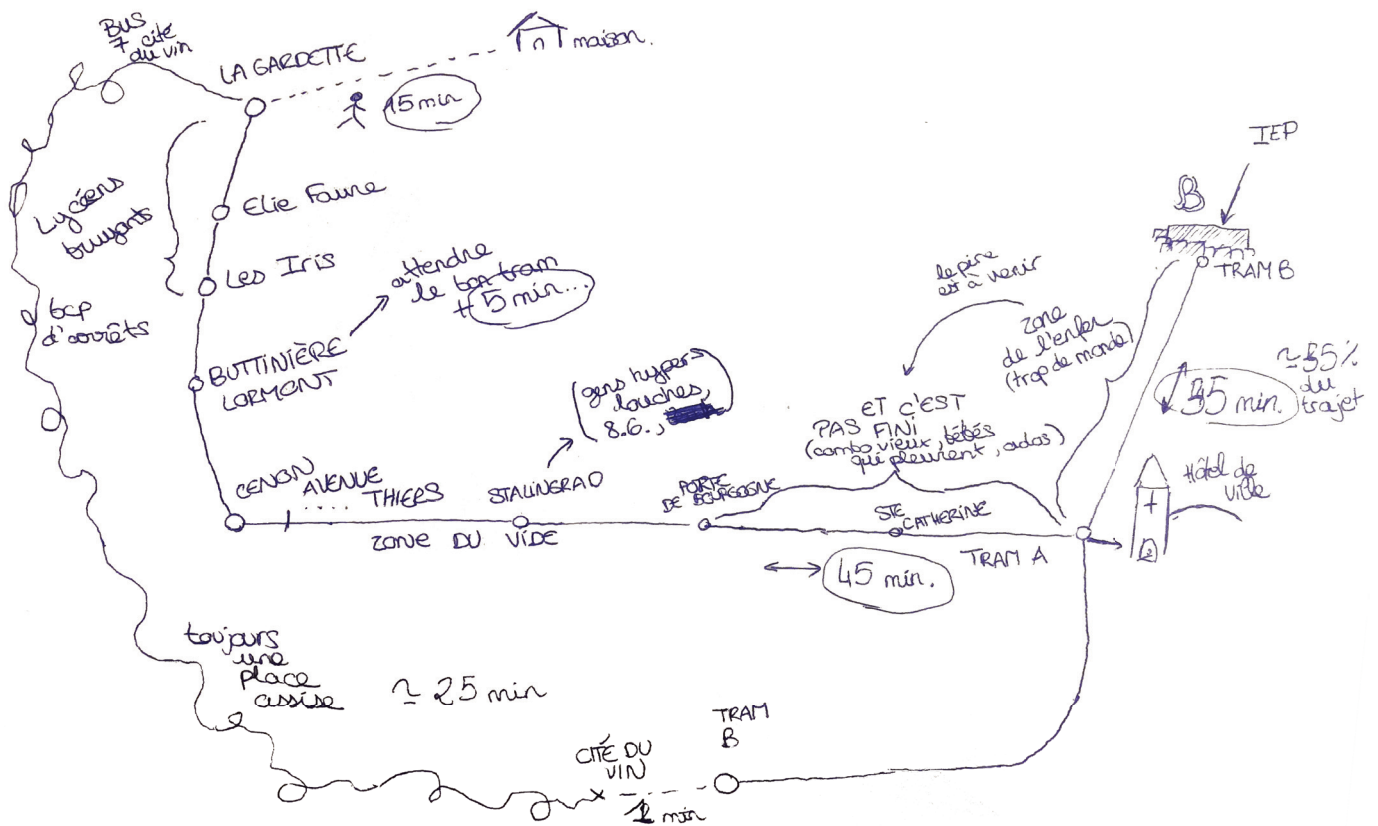 BUS
7 cité
du vin
LA GARDETTE
maison.
15 min
Lycéens
bruyants
Elie Faure
Les Iris
bcp
d'arrêts
attendre
le bon tram
+ 5 min...
BUTTINIÈRE
LORMONT
(gens hyper
louches,
8.6.,
CENON
AVENUE
....
THIERS
STALINGRAD
ZONE DU VIDE
PORTE
DE BOURGOGNE
le pire
est à venir
ET C'EST
PAS FINI
(combo vieux, bébés
qui pleurent, ados)
STE
CATHERINE
TRAM A
45 min.
zone
de l'enfer
(trop de monde)
IEP
B
TRAM B
35 min.
du
trajet
Hôtel de
ville
toujours
une
place
assise
~ 25 min
CITÉ DU
VIN
min
TRAM
B